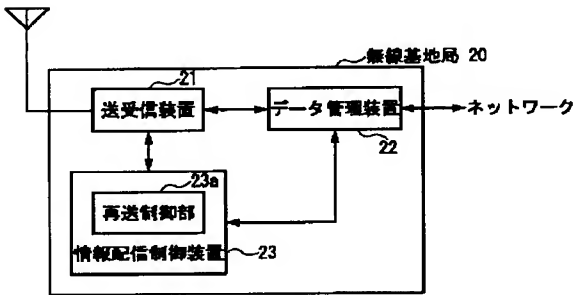 無線基地局 20
21
送受信装置
データ管理装置
ネットワーク
22
23a
再送制御部
情報配信制御装置
23